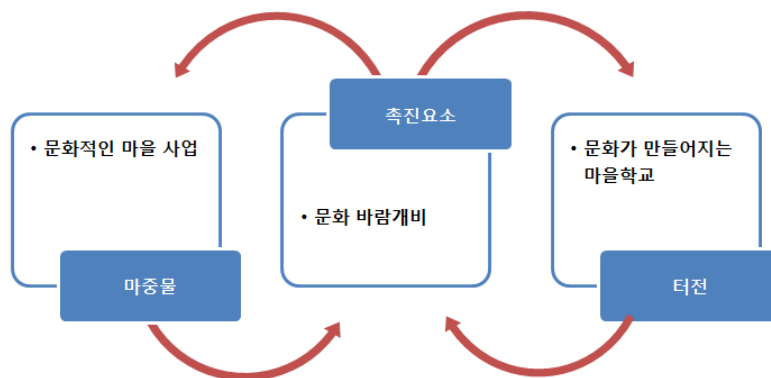 • 문화적인 마을 사업
마중물
촉진요소
• 문화 바람개비
• 문화가 만들어지는
마을학교
터전